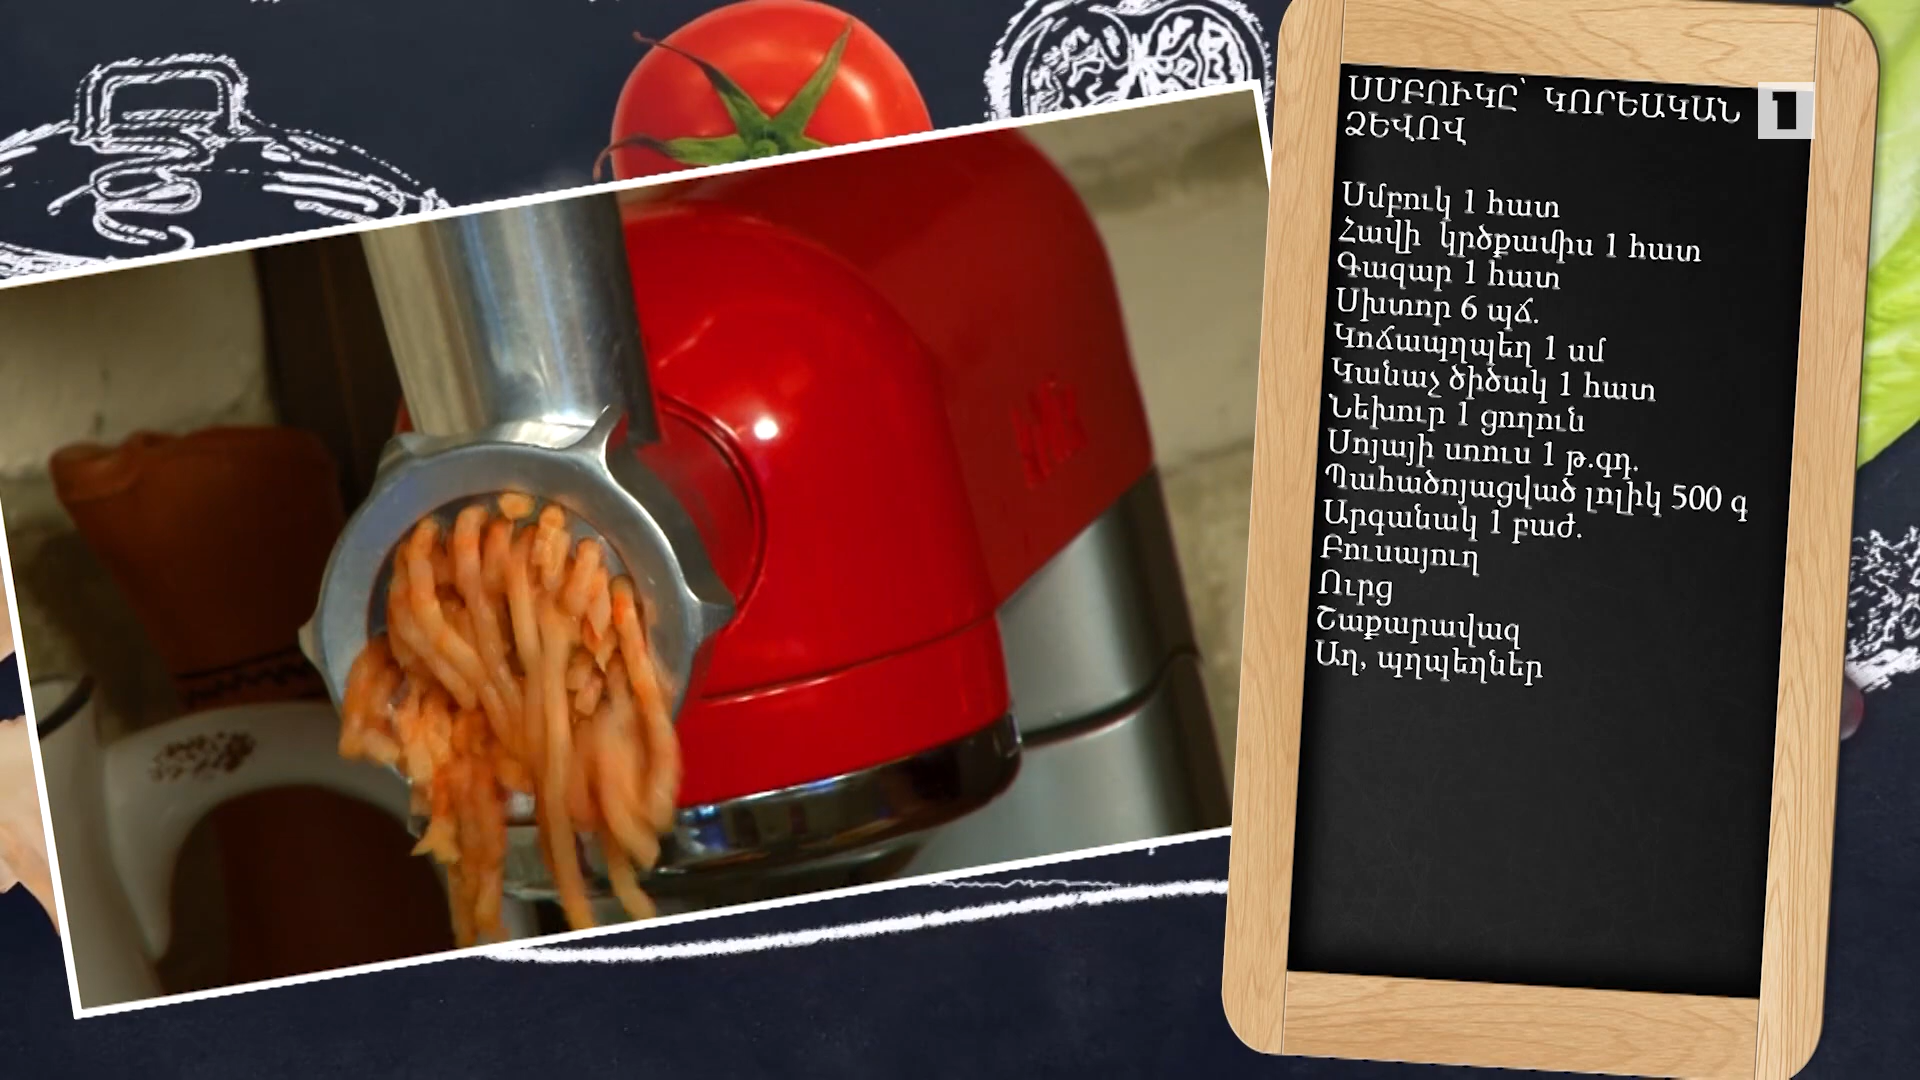 ՍՄԲՈՒԿԸ՝ ԿՈՐԵԱԿԱՆ
ՁԵՎՈՎ
1
Սմբուկ 1 հատ
Հավի կրծքամիս 1 հատ
Գազար 1 հատ
Սխտոր 6 պճ.
Կոճապղպեղ 1 սմ
Կանաչ ծիծակ 1 հատ
Նեխուր 1 ցողուն
Սոյայի սոուս 1 թ.գդ.
Պահածոյացված լոլիկ 500 գ
Արգանակ 1 բաժ.
Բուսայուղ
Ուրց
Շաքարավազ
Աղ, պղպեղներ